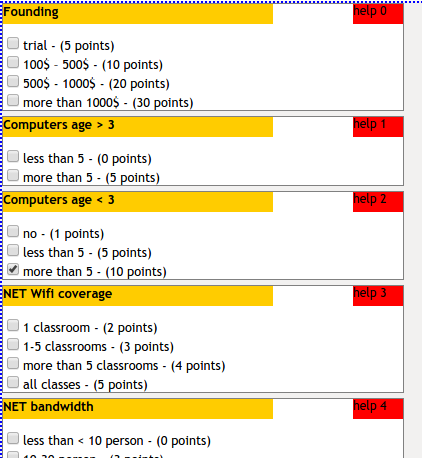 Founding
help 0
trial - (5 points)
100$ - 500$ - (10 points)
500$ - 1000$ - (20 points)
more than 1000$ - (30 points)
Computers age > 3
help 1
less than 5 - (0 points)
more than 5 - (5 points)
Computers age < 3
help 2
no - (1 points)
less than 5 - (5 points)
more than 5 - (10 points)
NET Wifi coverage
help 3
1 classroom - (2 points)
1-5 classrooms - (3 points)
more than 5 classrooms - (4 points)
all classes - (5 points)
NET bandwidth
help 4
less than < 10 person - (0 points)